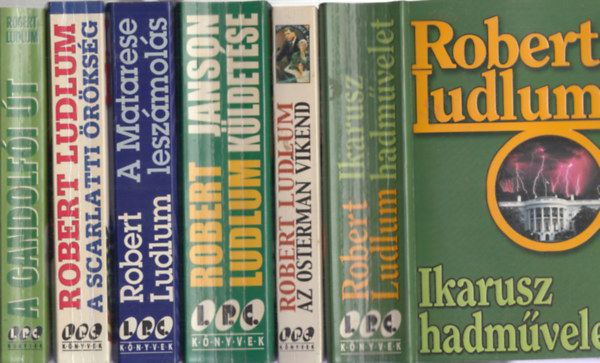 ROBERT
LUDLUM
A GANDOLFÓI ÚT
I.P.C.
KÖNYVEK
ROBERT LUDLUM
A SCARLATTI ÖRÖKSÉG
I.P.C.
KÖNYVEK
Robert
Ludlum
A Matarese
leszámolás
I.P.C.
KÖNYVEK
ROBERT
LUDLUM
JANSON
KÜLDETÉSE
I.P.C.
KÖNYVEK
ROBERT LUDLUM
AZ OSTERMAN VIKEND
I.P.C.
KÖNYVEK
Robert
Ludlum
Ikarusz
hadművelet
I.P.C.
KÖNYVEK
Robert
Ludlum
Ikarusz
hadművele